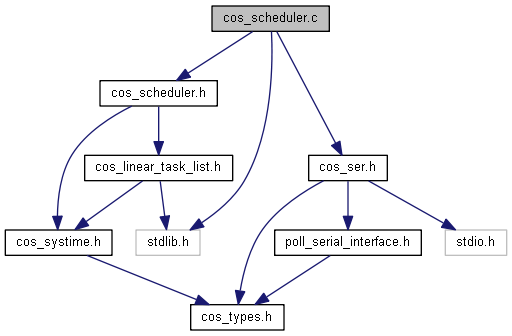 cos_scheduler.c
cos_scheduler.h
cos_linear_task_list.h
cos_ser.h
cos_systime.h
stdlib.h
poll_serial_interface.h
stdio.h
cos_types.h